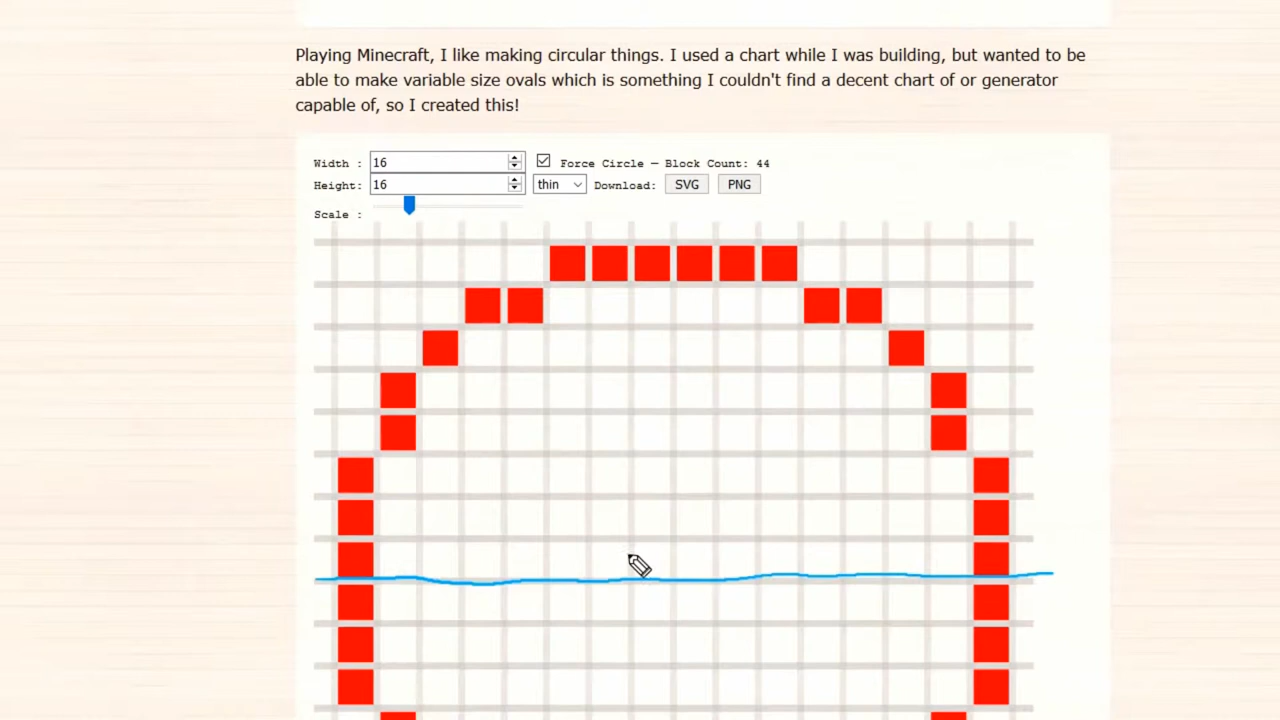 Playing Minecraft, I like making circular things. I used a chart while I was building, but wanted to be
able to make variable size ovals which is something I couldn't find a decent chart of or generator
capable of, so I created this!
Width : 16 Force Circle — Block Count: 44
Height: 16 thin Download: SVG PNG
Scale :